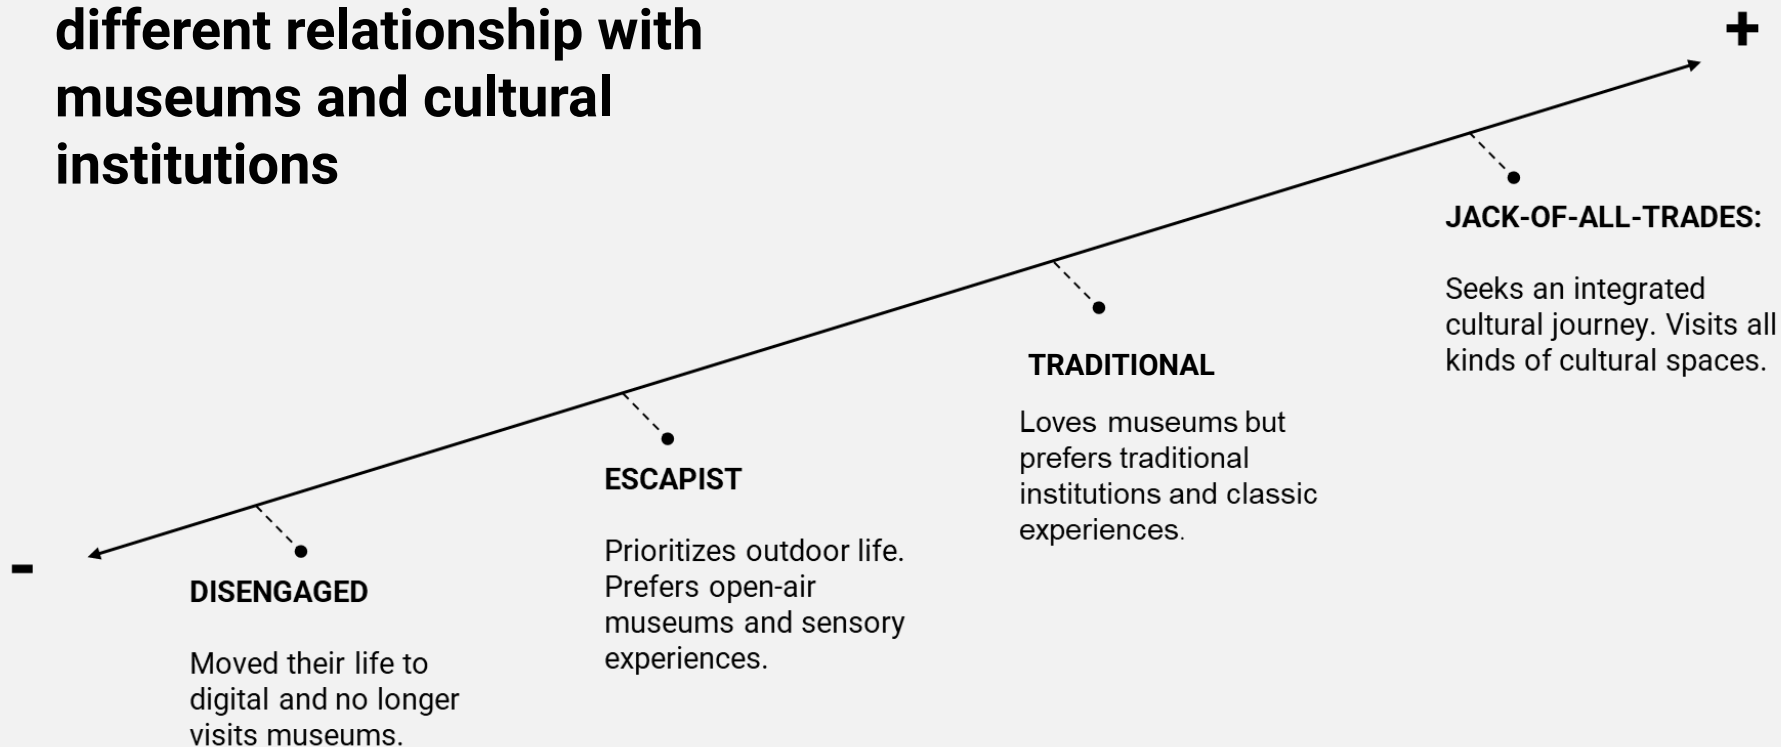 different relationship with
museums and cultural
institutions
+
JACK-OF-ALL-TRADES:
Seeks an integrated
cultural journey. Visits all
kinds of cultural spaces.
TRADITIONAL
Loves museums but
prefers traditional
institutions and classic
experiences.
ESCAPIST
Prioritizes outdoor life.
Prefers open-air
museums and sensory
experiences.
-
DISENGAGED
Moved their life to
digital and no longer
visits museums.